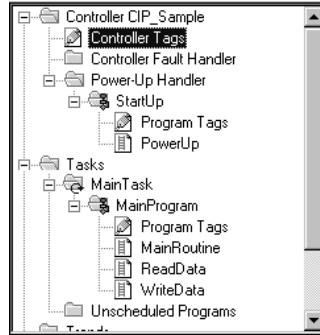 Controller CIP_Sample
Controller Tags
Controller Fault Handler
Power-Up Handler
StartUp
Program Tags
PowerUp
Tasks
MainTask
MainProgram
Program Tags
MainRoutine
ReadData
WriteData
Unscheduled Programs